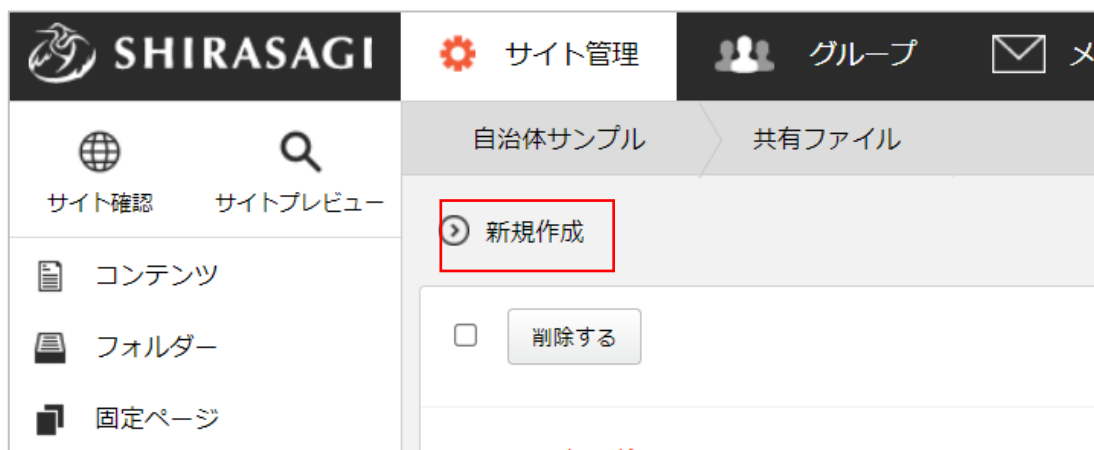 SHIRASAGI
サイト管理
グループ
サイト確認
サイトプレビュー
自治体サンプル
共有ファイル
新規作成
コンテンツ
フォルダー
固定ページ
削除する